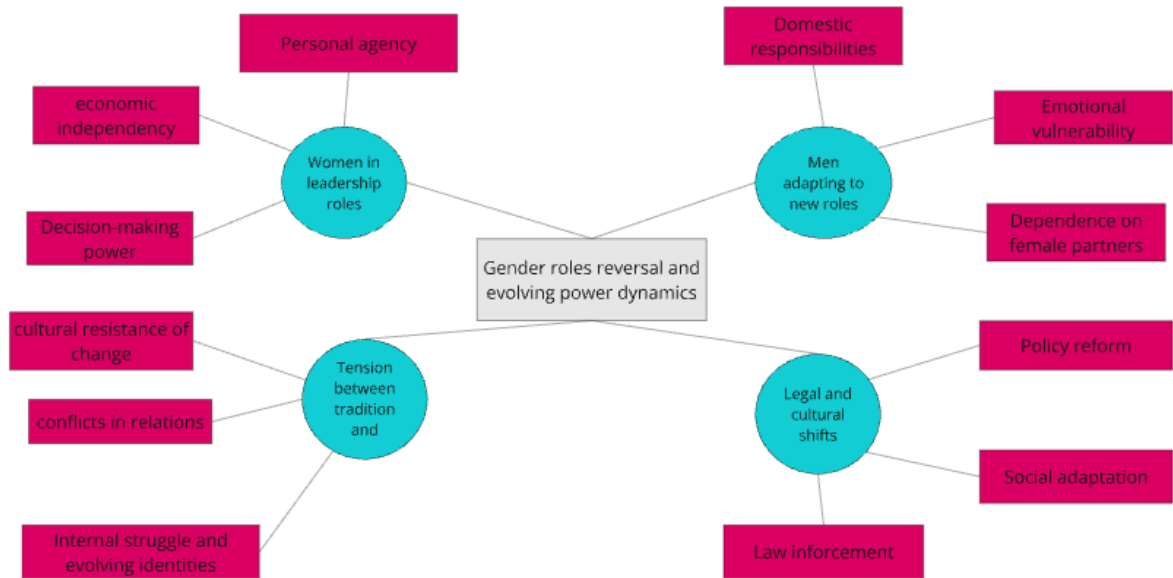 Personal agency
economic
independency
Women in
leadership
roles
Decision-making
power
Domestic
responsibilities
Emotional
vulnerability
Men
adapting to
new roles
Dependence on
female partners
Gender roles reversal and
evolving power dynamics
cultural resistance of
change
conflicts in relations
Tension
between
tradition
and
Internal struggle and
evolving identities
Policy reform
Legal and
cultural
shifts
Social adaptation
Law inforcement